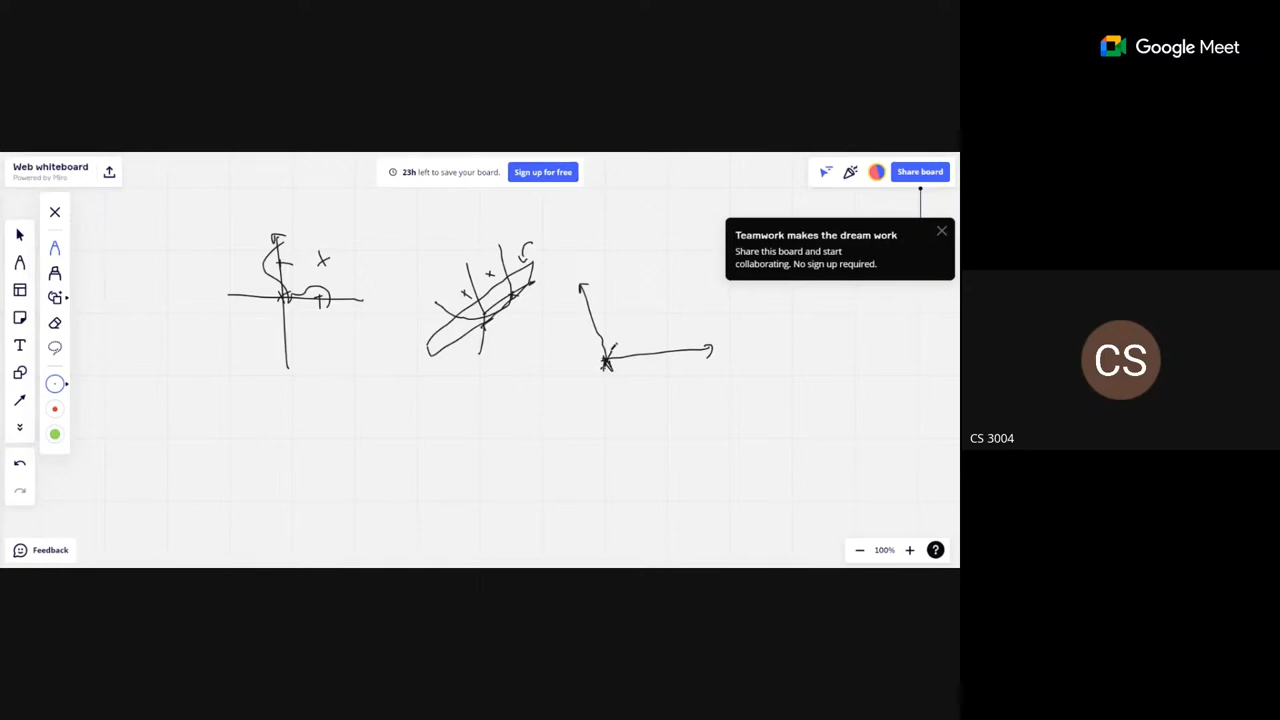 Google Meet
Web whiteboard
Powered by Miro
23h left to save your board.
Sign up for free
Share board
Teamwork makes the dream work
Share this board and start
collaborating. No sign up required.
x
x
x
T
CS
CS 3004
Feedback
100%
?